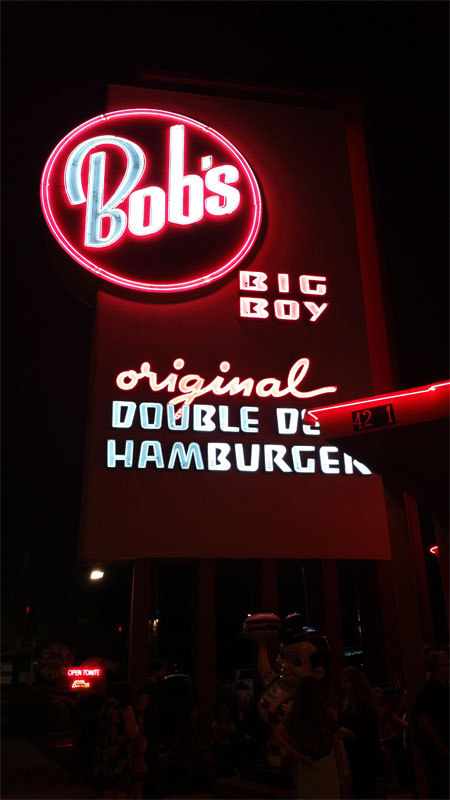 Bob's
BIG
BOY
original
DOUBLE
HAMBURGER
OPEN TONITE